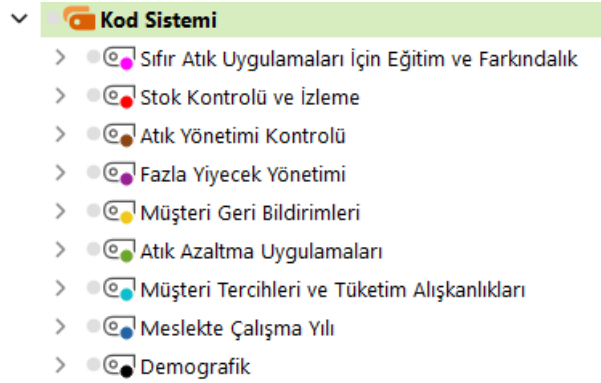 Kod Sistemi
Sıfır Atık Uygulamaları İçin Eğitim ve Farkındalık
Stok Kontrolü ve İzleme
Atık Yönetimi Kontrolü
Fazla Yiyecek Yönetimi
Müşteri Geri Bildirimleri
Atık Azaltma Uygulamaları
Müşteri Tercihleri ve Tüketim Alışkanlıkları
Meslekte Çalışma Yılı
Demografik